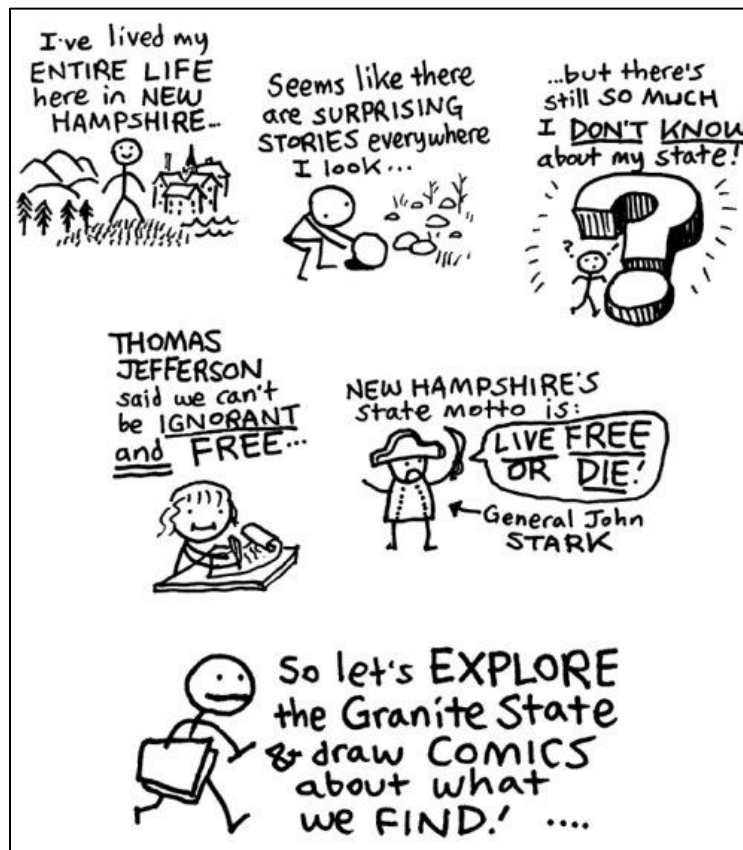 I've lived my
ENTIRE LIFE
here in NEW
HAMPSHIRE...
Seems like there
are SURPRISING
STORIES everywhere
I look...
...but there's
still SO MUCH
I DON'T KNOW
about my state!
?
?
THOMAS
JEFFERSON
said we can't
be IGNORANT
and FREE...
NEW HAMPSHIRE'S
state motto is:
LIVE FREE
OR DIE!
General John
STARK
So let's EXPLORE
the Granite State
& draw COMICS
about what
we FIND! ....